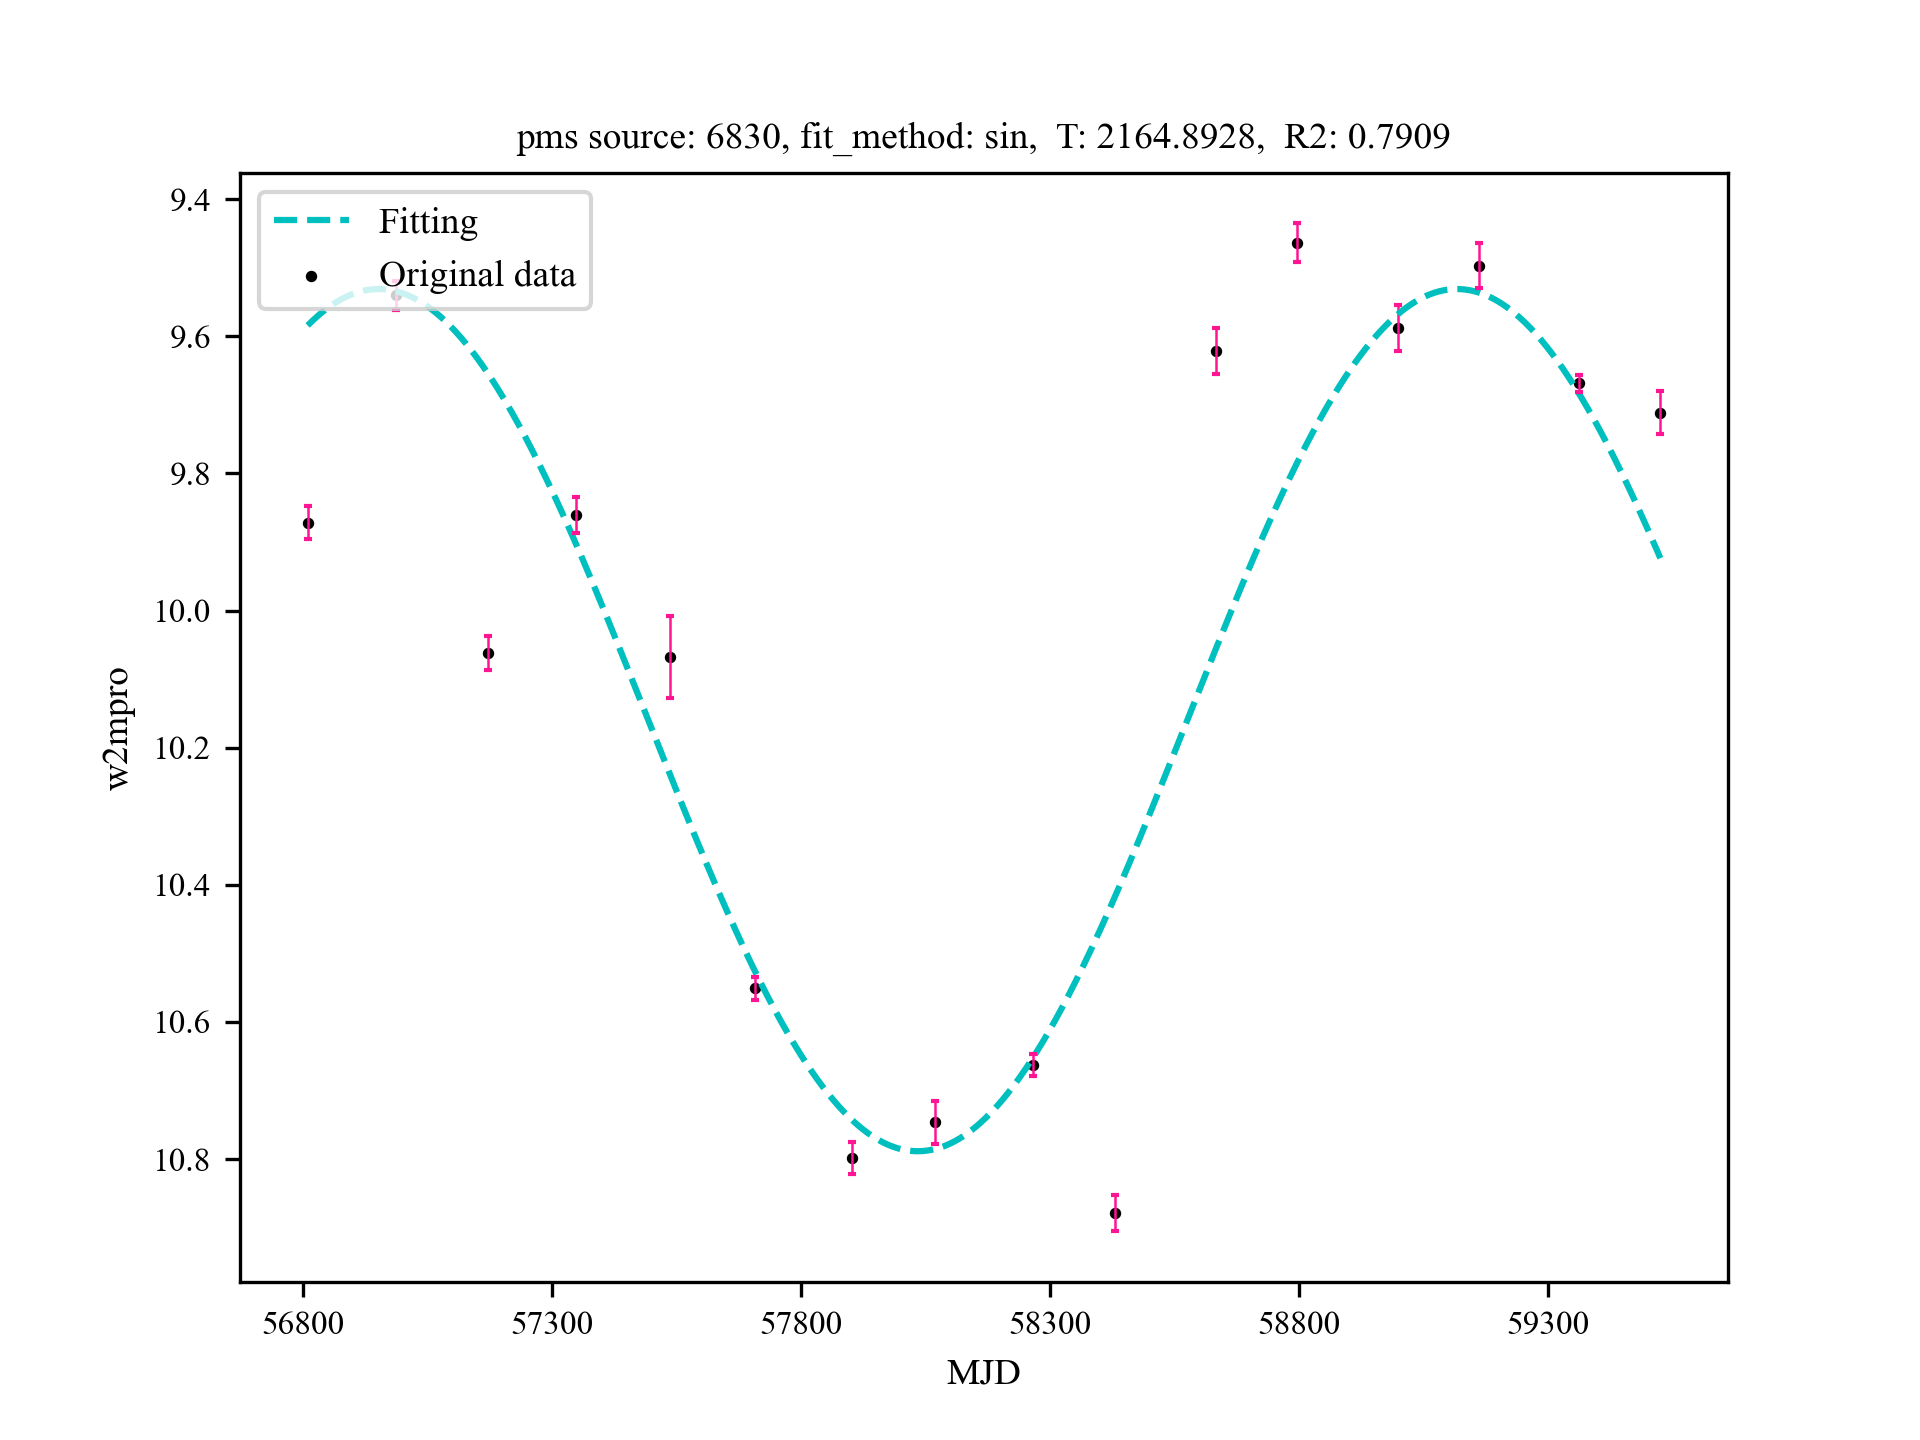 pms source: 6830, fit_method: sin,  T: 2164.8928,  R2: 0.7909
Fitting
Original data
9.4
9.6
9.8
10.0
10.2
10.4
10.6
10.8
w2mpro
56800 57300 57800 58300 58800 59300
MJD